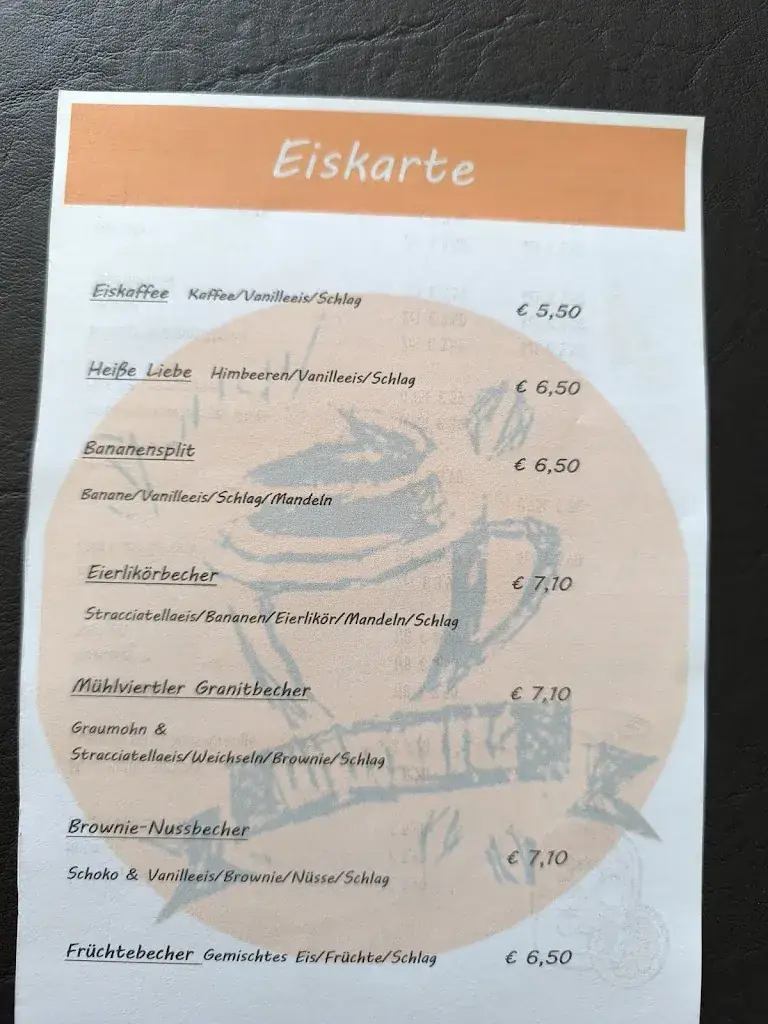 Eiskarte
Eiskaffee Kaffee/Vanilleeis/Schlag € 5,50
Heiße Liebe Himbeeren/Vanilleeis/Schlag € 6,50
Bananensplit € 6,50
Banane/Vanilleeis/Schlag/Mandeln
Eierlikörbecher € 7,10
Stracciatellaeis/Bananen/Eierlikör/Mandeln/Schlag
Mühlviertler Granitbecher € 7,10
Graumohn &
Stracciatellaeis/Weichseln/Brownie/Schlag
Brownie-Nussbecher € 7,10
Schoko & Vanilleeis/Brownie/Nüsse/Schlag
Früchtebecher Gemischtes Eis/Früchte/Schlag € 6,50